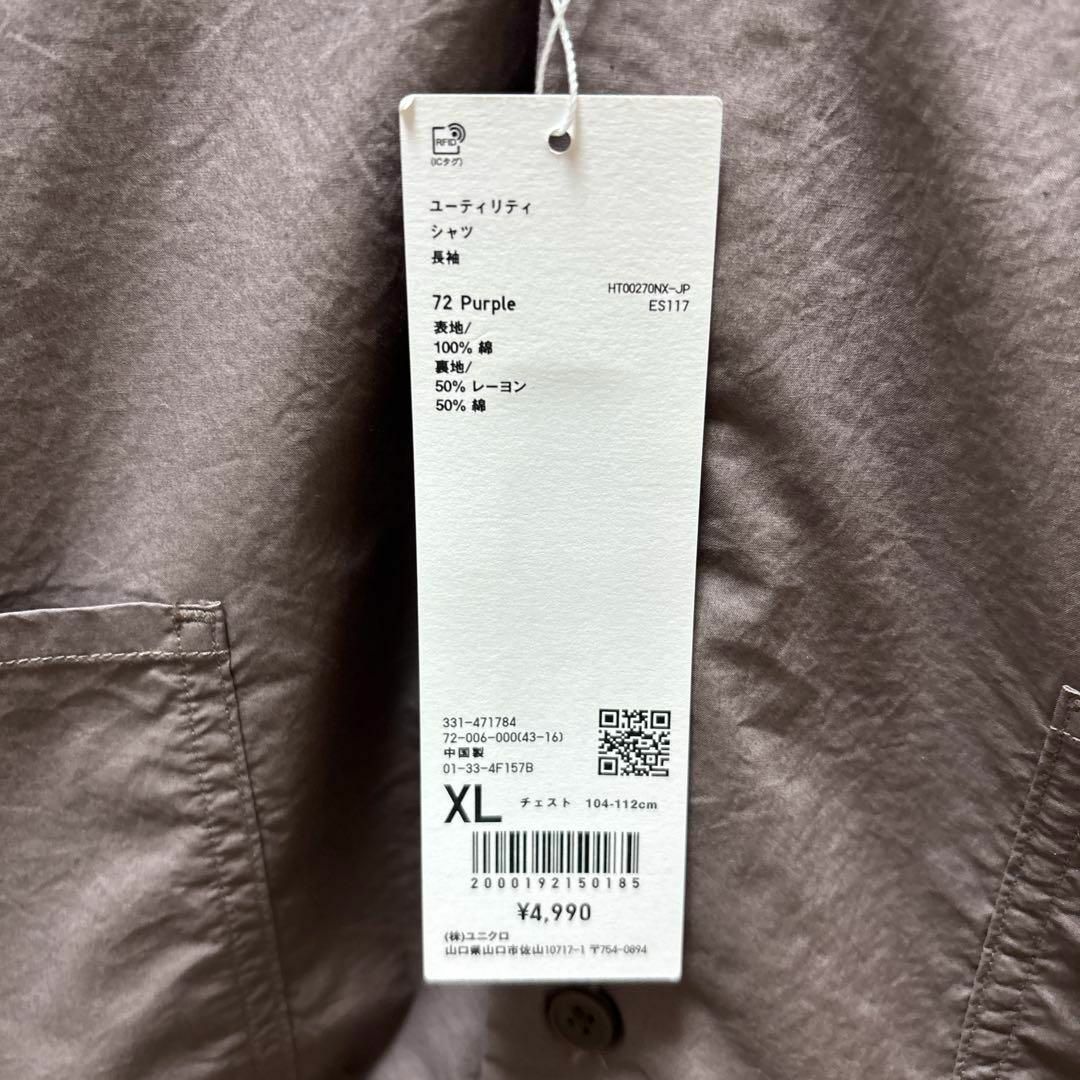 RFID
(ICタグ)
ユーティリティ
シャツ
長袖
HT00270NX-JP
72 Purple
ES117
表地/
100% 綿
裏地/
50% レーヨン
50% 綿
331-471784
72-006-000(43-16)
中国製
01-33-4F157B
XL チェスト 104-112cm
2000192150185
¥4,990
(株)ユニクロ
山口県山口市佐山10717-1 〒754-0894